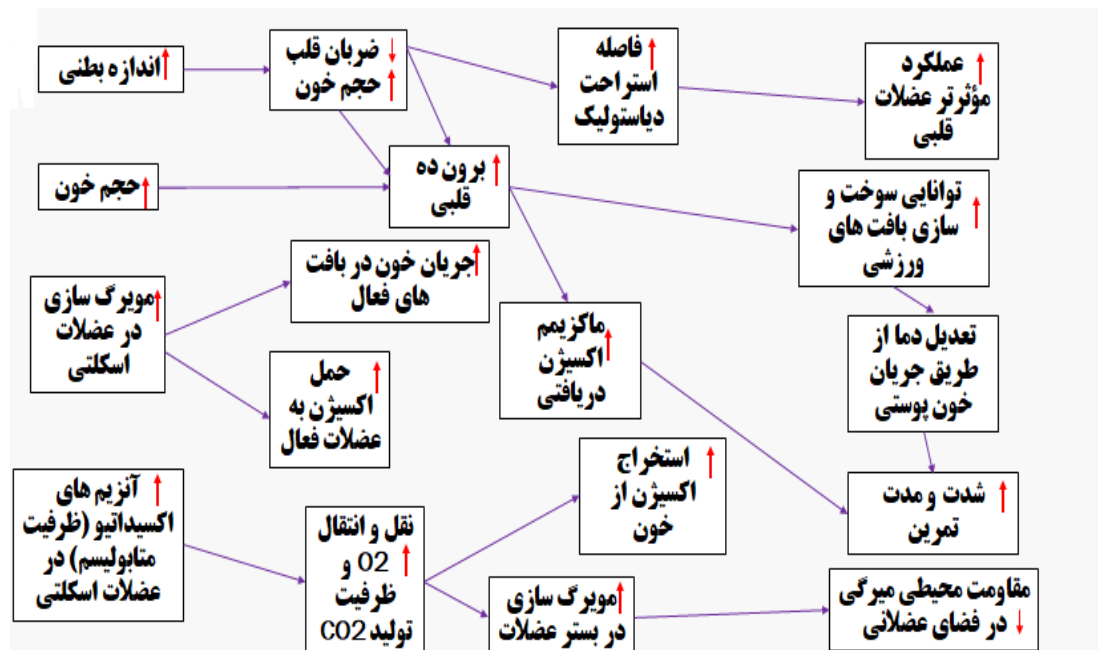 اندازه بطنی
ضربان قلب
حجم خون
فاصله
استراحت
دیاستولیک
عملکرد
مؤثرتر عضلات
قلبی
حجم خون
برون ده
قلبی
توانایی سوخت و
سازی بافت های
ورزشی
جریان خون در بافت
های فعال
مویرگ سازی
در عضلات
اسکلتی
ماکزیمم
اکسیژن
دریافتی
تعدیل دما از
طریق جریان
خون پوستی
حمل
اکسیژن به
عضلات فعال
استخراج
اکسیژن از
خون
شدت و مدت
تمرین
آنزیم های
اکسیداتیو (ظرفیت
متابولیسم) در
عضلات اسکلتی
نقل و انتقال
O2 و
ظرفیت
تولید CO2
مویرگ سازی
در بستر عضلات
مقاومت محیطی میرگی
در فضای عضلانی